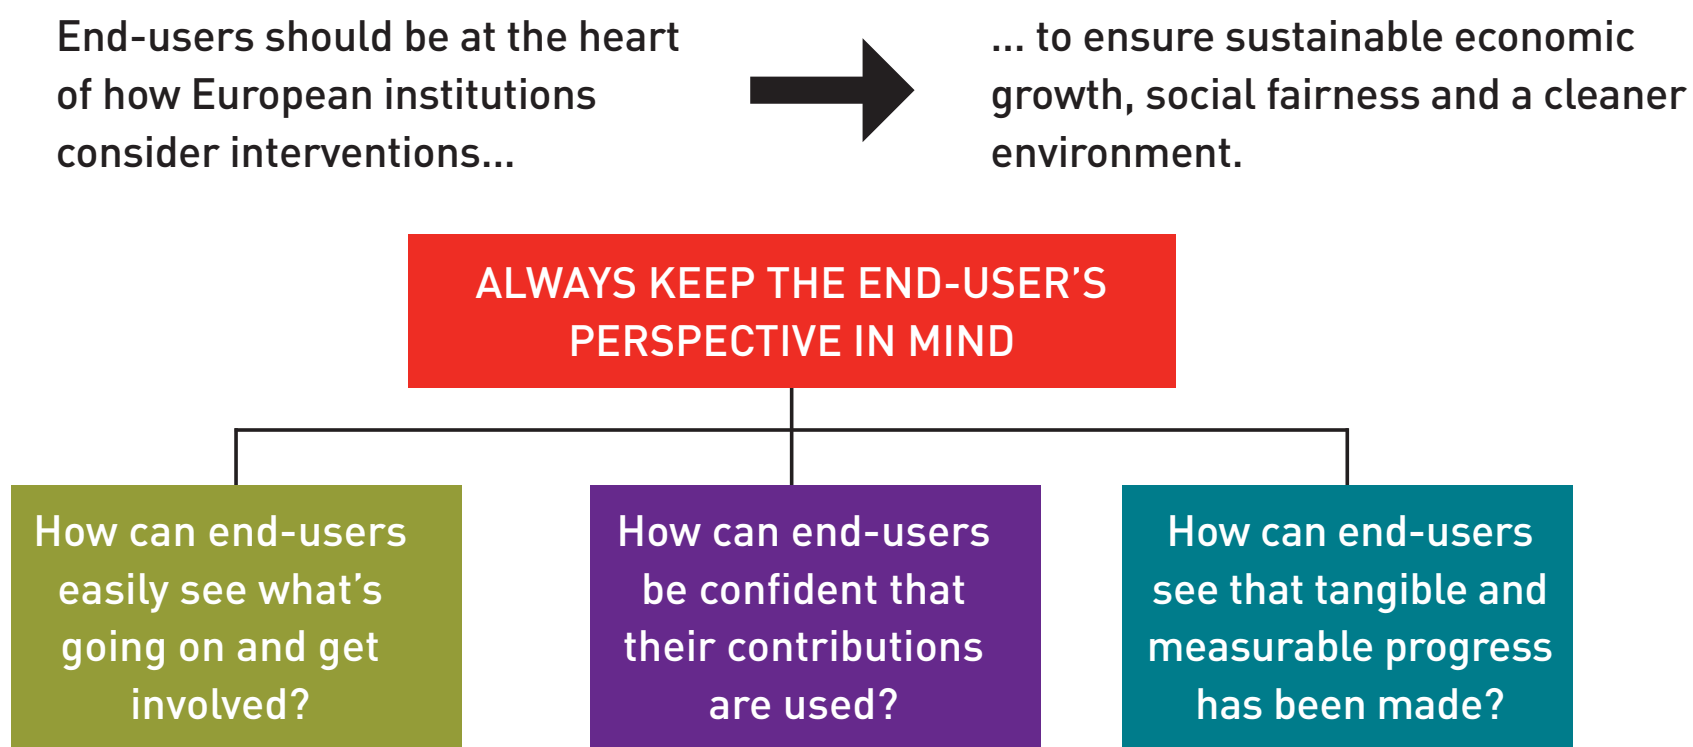 End-users should be at the heart
of how European institutions
consider interventions...
... to ensure sustainable economic
growth, social fairness and a cleaner
environment.
ALWAYS KEEP THE END-USER’S
PERSPECTIVE IN MIND
How can end-users
easily see what’s
going on and get
involved?
How can end-users
be confident that
their contributions
are used?
How can end-users
see that tangible and
measurable progress
has been made?